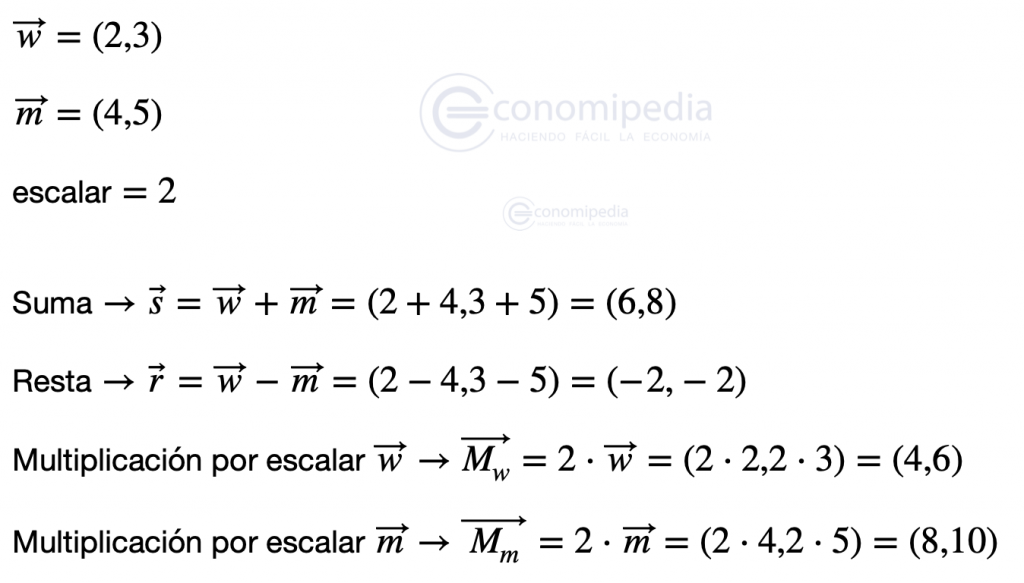 w⃗ = (2,3)
m⃗ = (4,5)
economipedia
HACIENDO FÁCIL LA ECONOMÍA
escalar = 2
economipedia
Suma → s⃗ = w⃗ + m⃗ = (2 + 4,3 + 5) = (6,8)
Resta → r⃗ = w⃗ − m⃗ = (2 − 4,3 − 5) = (−2, − 2)
Multiplicación por escalar w⃗ → M⃗_w = 2 · w⃗ = (2 · 2,2 · 3) = (4,6)
Multiplicación por escalar m⃗ → M⃗_m = 2 · m⃗ = (2 · 4,2 · 5) = (8,10)